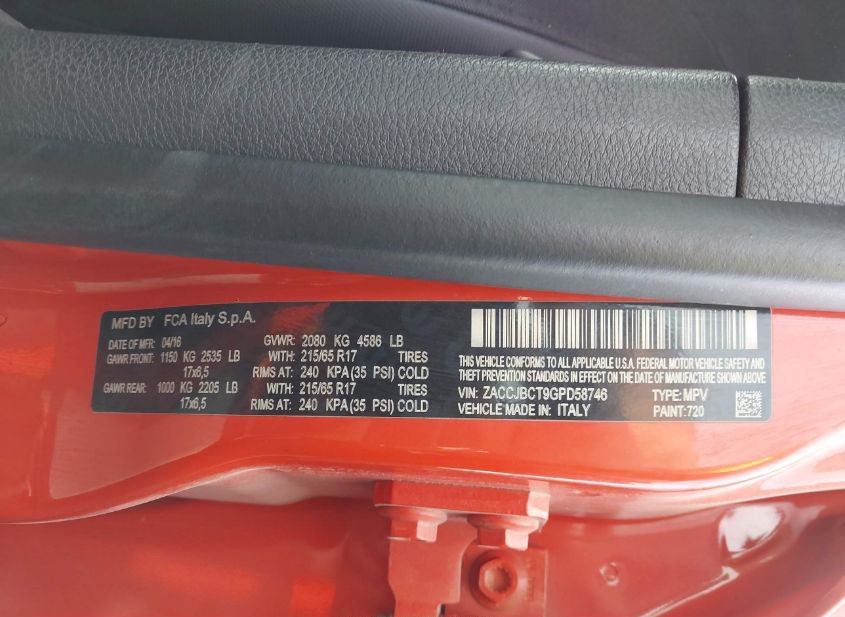 MFD BY FCA Italy S.p.A.
DATE OF MFR: 04/16 GVWR: 2080 KG 4586 LB
GAWR FRONT: 1150 KG 2535 LB WITH: 215/65 R17 TIRES
17x6,5 RIMS AT: 240 KPA (35 PSI) COLD
GAWR REAR: 1000 KG 2205 LB WITH: 215/65 R17 TIRES
17x6,5 RIMS AT: 240 KPA (35 PSI) COLD
THIS VEHICLE CONFORMS TO ALL APPLICABLE U.S.A. FEDERAL MOTOR VEHICLE SAFETY AND
THEFT PREVENTION STANDARDS IN EFFECT ON THE DATE OF MANUFACTURE SHOWN ABOVE
VIN: ZACCJBCT9GPD58746 TYPE: MPV
VEHICLE MADE IN: ITALY PAINT: 720